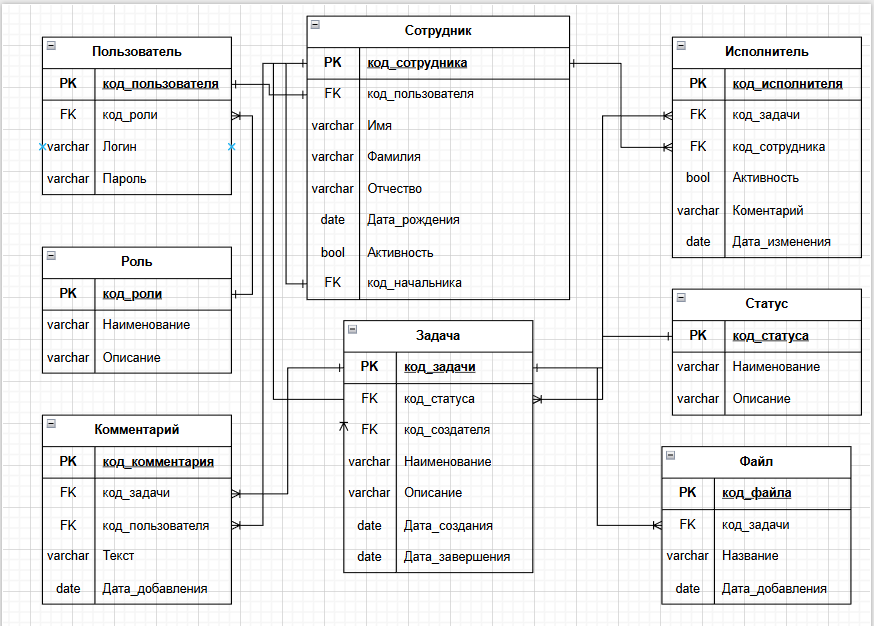 Пользователь
PK код_пользователя
FK код_роли
varchar Логин
varchar Пароль
Сотрудник
PK код_сотрудника
FK код_пользователя
varchar Имя
varchar Фамилия
varchar Отчество
date Дата_рождения
bool Активность
FK код_начальника
Исполнитель
PK код_исполнителя
FK код_задачи
FK код_сотрудника
bool Активность
varchar Коментарий
date Дата_изменения
Роль
PK код_роли
varchar Наименование
varchar Описание
Задача
PK код_задачи
FK код_статуса
FK код_создателя
varchar Наименование
varchar Описание
date Дата_создания
date Дата_завершения
Статус
PK код_статуса
varchar Наименование
varchar Описание
Комментарий
PK код_комментария
FK код_задачи
FK код_пользователя
varchar Текст
date Дата_добавления
Файл
PK код_файла
FK код_задачи
varchar Название
date Дата_добавления